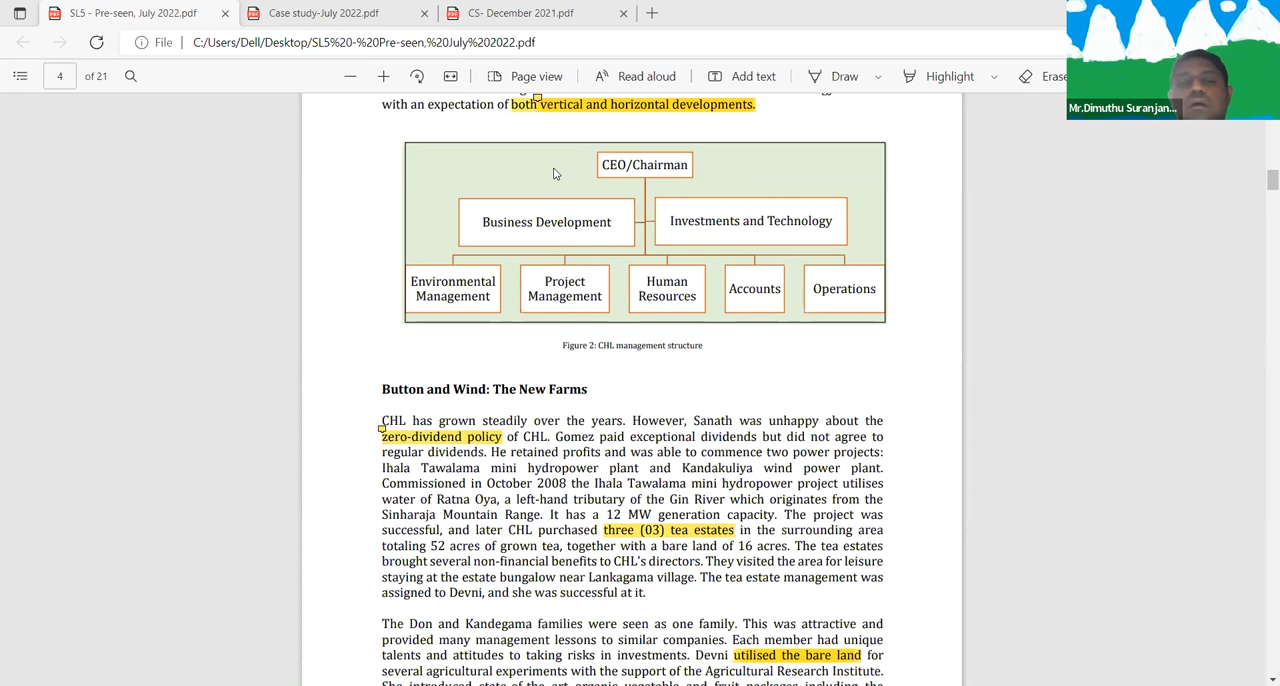 SL5 - Pre-seen, July 2022.pdf
Case study-July 2022.pdf
CS- December 2021.pdf
File
C:/Users/Dell/Desktop/SL5%20-%20Pre-seen,%20July%202022.pdf
4 of 21
Page view
Read aloud
Add text
Draw
Highlight
Erase
Mr.Dimuthu Suranjan...
with an expectation of both vertical and horizontal developments.
CEO/Chairman
Business Development
Investments and Technology
Environmental
Management
Project
Management
Human
Resources
Accounts
Operations
Figure 2: CHL management structure
Button and Wind: The New Farms
CHL has grown steadily over the years. However, Sanath was unhappy about the
zero-dividend policy of CHL. Gomez paid exceptional dividends but did not agree to
regular dividends. He retained profits and was able to commence two power projects:
Ihala Tawalama mini hydropower plant and Kandakuliya wind power plant.
Commissioned in October 2008 the Ihala Tawalama mini hydropower project utilises
water of Ratna Oya, a left-hand tributary of the Gin River which originates from the
Sinharaja Mountain Range. It has a 12 MW generation capacity. The project was
successful, and later CHL purchased three (03) tea estates in the surrounding area
totaling 52 acres of grown tea, together with a bare land of 16 acres. The tea estates
brought several non-financial benefits to CHL's directors. They visited the area for leisure
staying at the estate bungalow near Lankagama village. The tea estate management was
assigned to Devni, and she was successful at it.
The Don and Kandegama families were seen as one family. This was attractive and
provided many management lessons to similar companies. Each member had unique
talents and attitudes to taking risks in investments. Devni utilised the bare land for
several agricultural experiments with the support of the Agricultural Research Institute.
She introduced state-of-the art organic vegetable and fruit packages including the